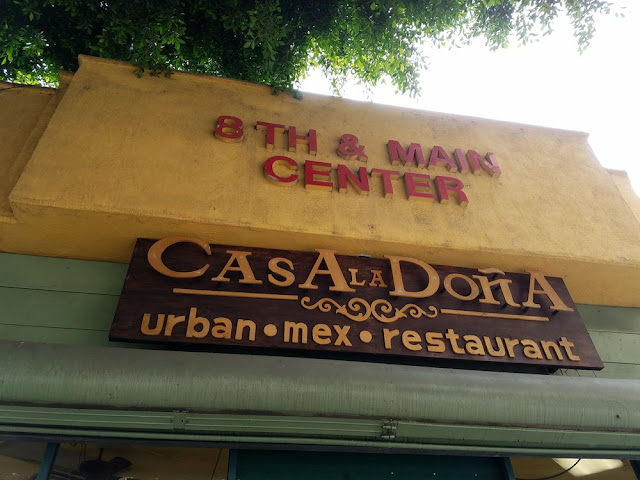 8TH & MAIN
CENTER
CASA LA DOñA
urban • mex • restaurant